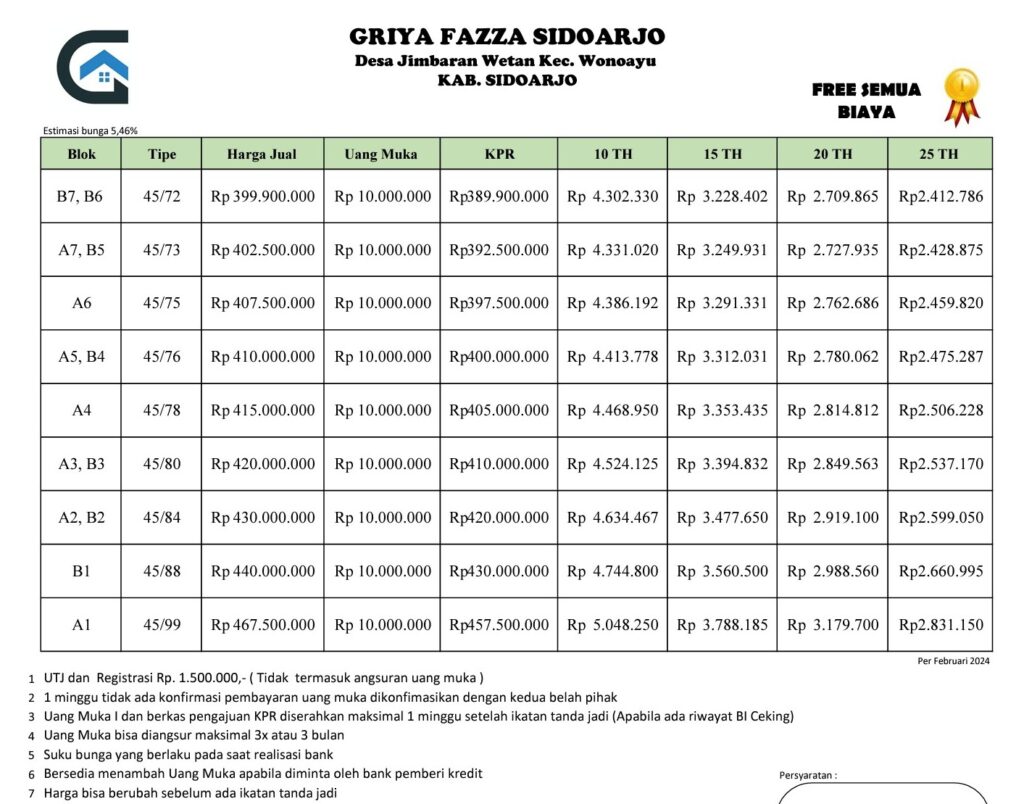 GRIYA FAZZA SIDOARJO
Desa Jimbaran Wetan Kec. Wonoayu
KAB. SIDOARJO
FREE SEMUA
BIAYA
1
Estimasi bunga 5,46%
Blok Tipe Harga Jual Uang Muka KPR 10 TH 15 TH 20 TH 25 TH
B7, B6 45/72 Rp 399.900.000 Rp 10.000.000 Rp389.900.000 Rp 4.302.330 Rp 3.228.402 Rp 2.709.865 Rp2.412.786
A7, B5 45/73 Rp 402.500.000 Rp 10.000.000 Rp392.500.000 Rp 4.331.020 Rp 3.249.931 Rp 2.727.935 Rp2.428.875
A6 45/75 Rp 407.500.000 Rp 10.000.000 Rp397.500.000 Rp 4.386.192 Rp 3.291.331 Rp 2.762.686 Rp2.459.820
A5, B4 45/76 Rp 410.000.000 Rp 10.000.000 Rp400.000.000 Rp 4.413.778 Rp 3.312.031 Rp 2.780.062 Rp2.475.287
A4 45/78 Rp 415.000.000 Rp 10.000.000 Rp405.000.000 Rp 4.468.950 Rp 3.353.435 Rp 2.814.812 Rp2.506.228
A3, B3 45/80 Rp 420.000.000 Rp 10.000.000 Rp410.000.000 Rp 4.524.125 Rp 3.394.832 Rp 2.849.563 Rp2.537.170
A2, B2 45/84 Rp 430.000.000 Rp 10.000.000 Rp420.000.000 Rp 4.634.467 Rp 3.477.650 Rp 2.919.100 Rp2.599.050
B1 45/88 Rp 440.000.000 Rp 10.000.000 Rp430.000.000 Rp 4.744.800 Rp 3.560.500 Rp 2.988.560 Rp2.660.995
A1 45/99 Rp 467.500.000 Rp 10.000.000 Rp457.500.000 Rp 5.048.250 Rp 3.788.185 Rp 3.179.700 Rp2.831.150
Per Februari 2024
1 UTJ dan Registrasi Rp. 1.500.000,- ( Tidak termasuk angsuran uang muka )
2 1 minggu tidak ada konfirmasi pembayaran uang muka dikonfimasikan dengan kedua belah pihak
3 Uang Muka I dan berkas pengajuan KPR diserahkan maksimal 1 minggu setelah ikatan tanda jadi (Apabila ada riwayat BI Ceking)
4 Uang Muka bisa diangsur maksimal 3x atau 3 bulan
5 Suku bunga yang berlaku pada saat realisasi bank
6 Bersedia menambah Uang Muka apabila diminta oleh bank pemberi kredit
7 Harga bisa berubah sebelum ada ikatan tanda jadi
Persyaratan :